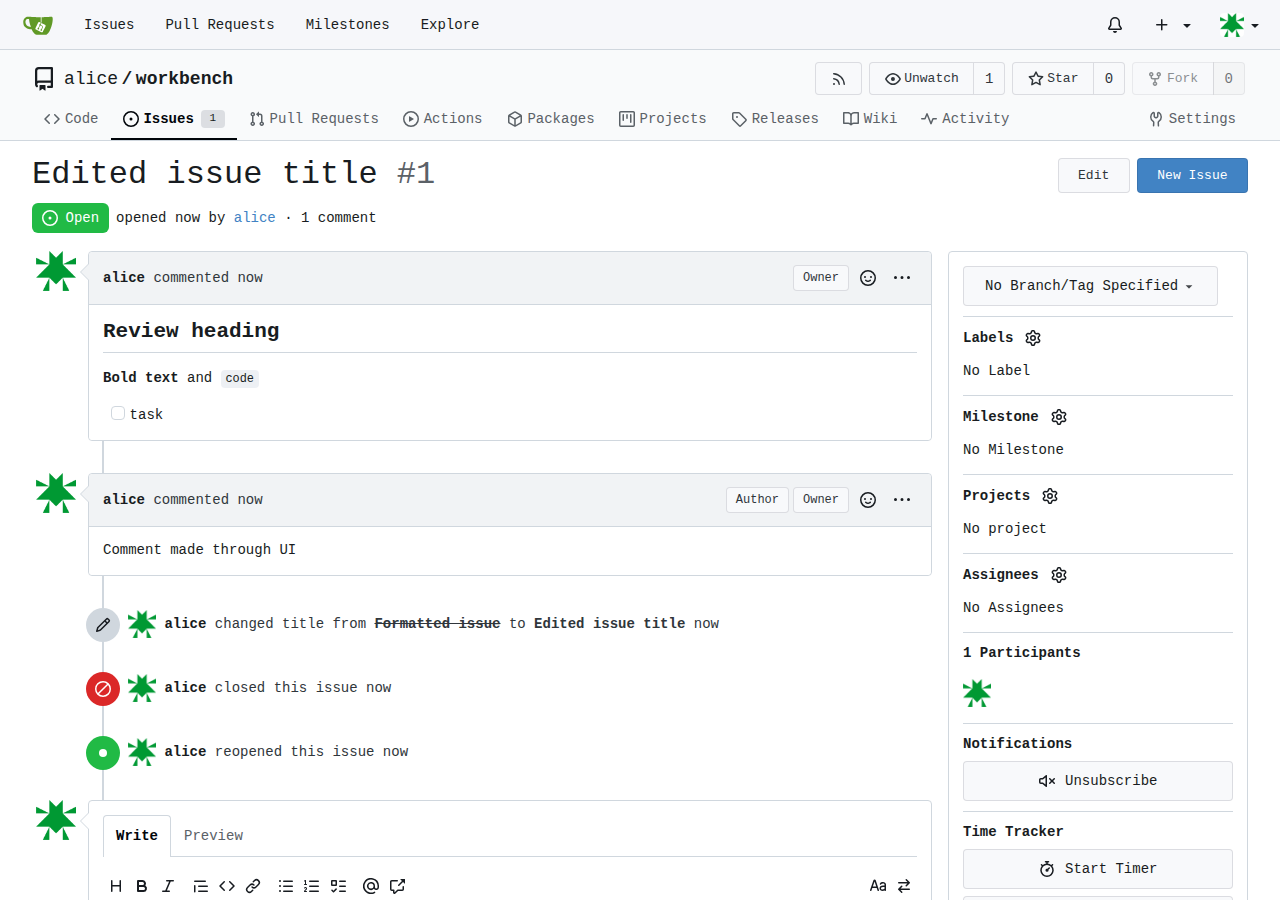 Issues Pull Requests Milestones Explore
alice/workbench
Unwatch 1 Star 0 Fork 0
Code Issues 1 Pull Requests Actions Packages Projects Releases Wiki Activity Settings
Edited issue title #1
Edit New Issue
Open opened now by alice · 1 comment
alice commented now Owner
Review heading
Bold text and code
task
alice commented now Author Owner
Comment made through UI
alice changed title from Formatted issue to Edited issue title now
alice closed this issue now
alice reopened this issue now
Write Preview
H B I Aa
No Branch/Tag Specified
Labels
No Label
Milestone
No Milestone
Projects
No project
Assignees
No Assignees
1 Participants
Notifications
Unsubscribe
Time Tracker
Start Timer